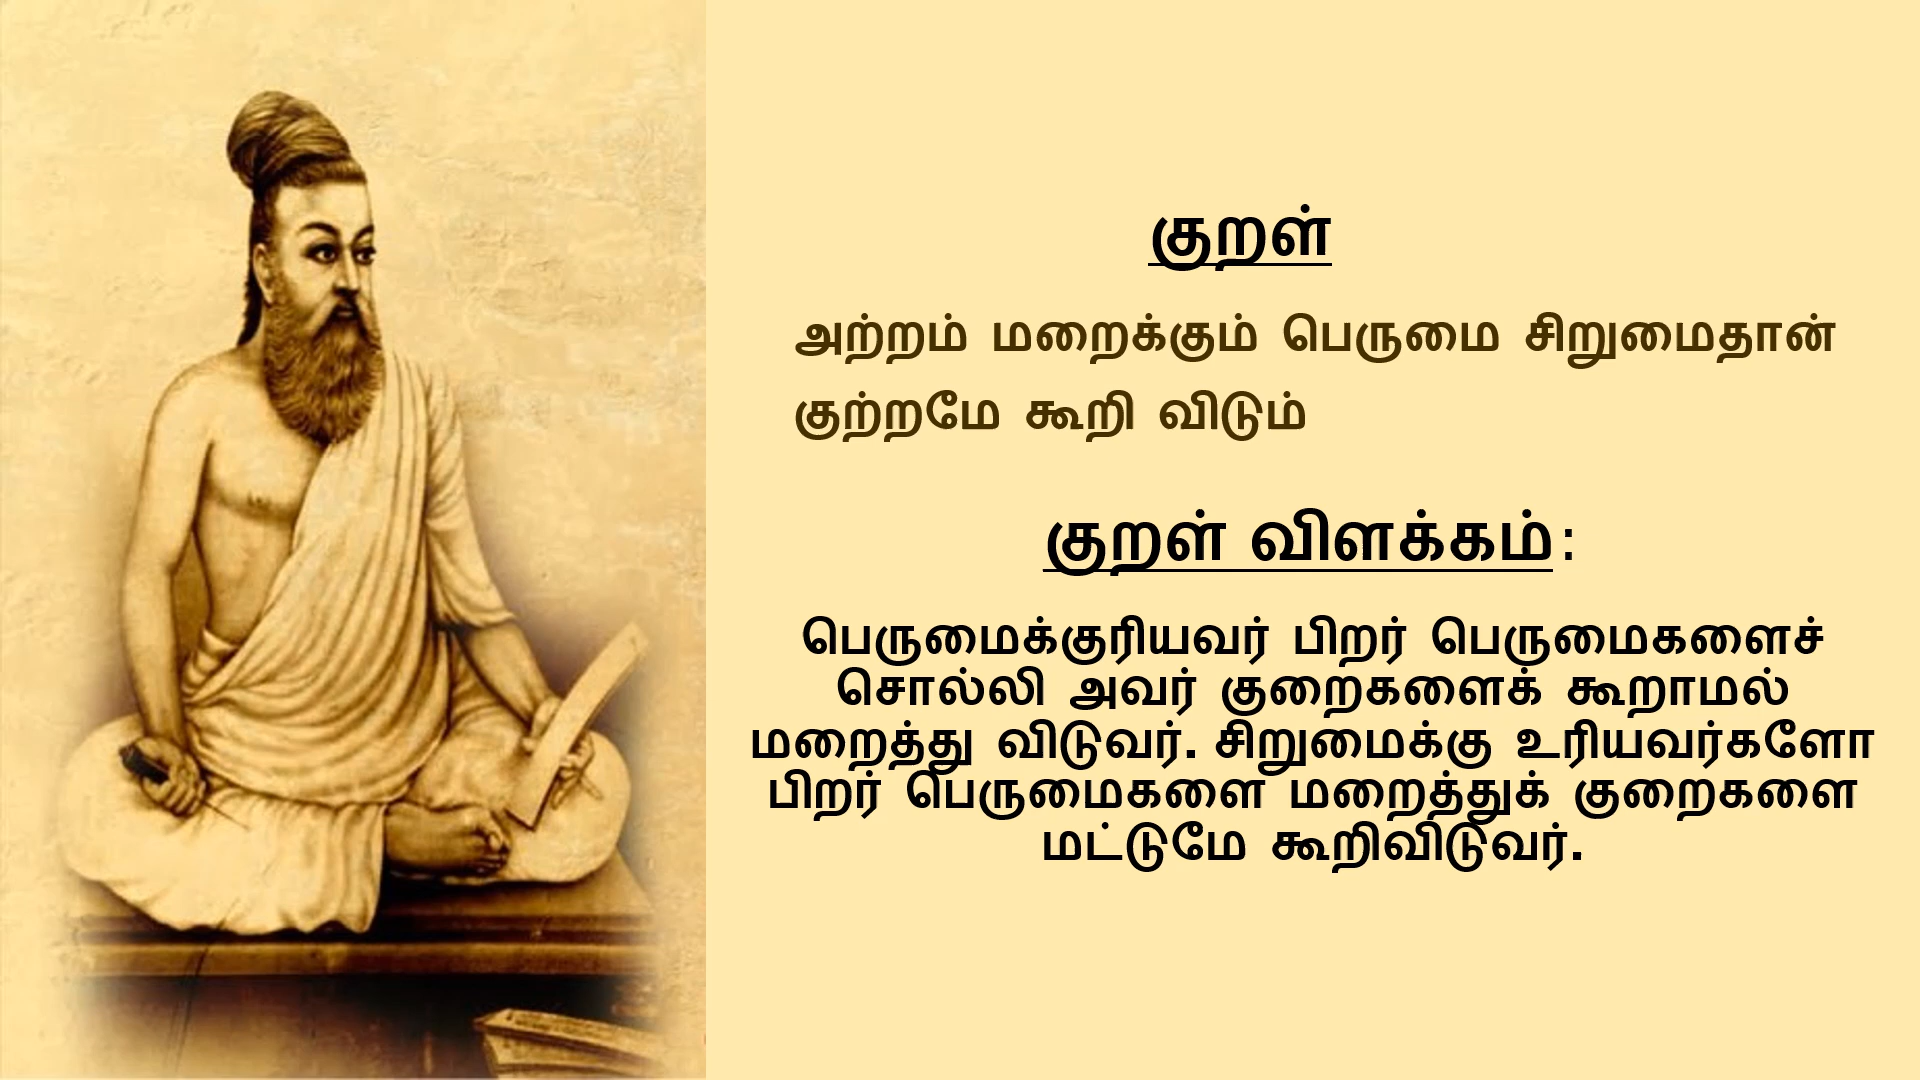 குறள்
அற்றம் மறைக்கும் பெருமை சிறுமைதான்
குற்றமே கூறி விடும்
குறள் விளக்கம்:
பெருமைக்குரியவர் பிறர் பெருமைகளைச்
சொல்லி அவர் குறைகளைக் கூறாமல்
மறைத்து விடுவர். சிறுமைக்கு உரியவர்களோ
பிறர் பெருமைகளை மறைத்துக் குறைகளை
மட்டுமே கூறிவிடுவர்.